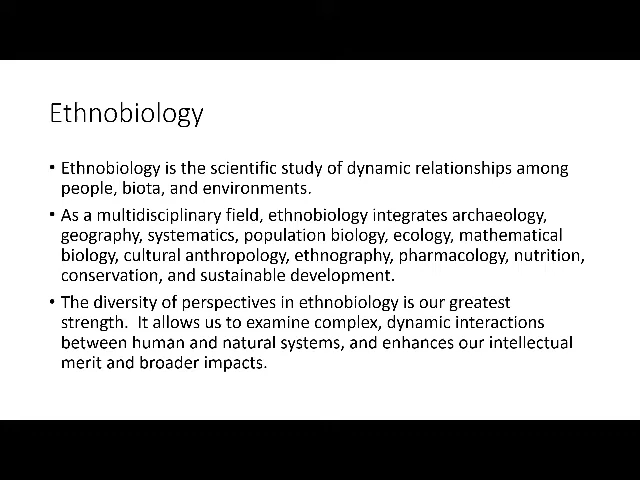 Ethnobiology
• Ethnobiology is the scientific study of dynamic relationships among
people, biota, and environments.
• As a multidisciplinary field, ethnobiology integrates archaeology,
geography, systematics, population biology, ecology, mathematical
biology, cultural anthropology, ethnography, pharmacology, nutrition,
conservation, and sustainable development.
• The diversity of perspectives in ethnobiology is our greatest
strength.  It allows us to examine complex, dynamic interactions
between human and natural systems, and enhances our intellectual
merit and broader impacts.